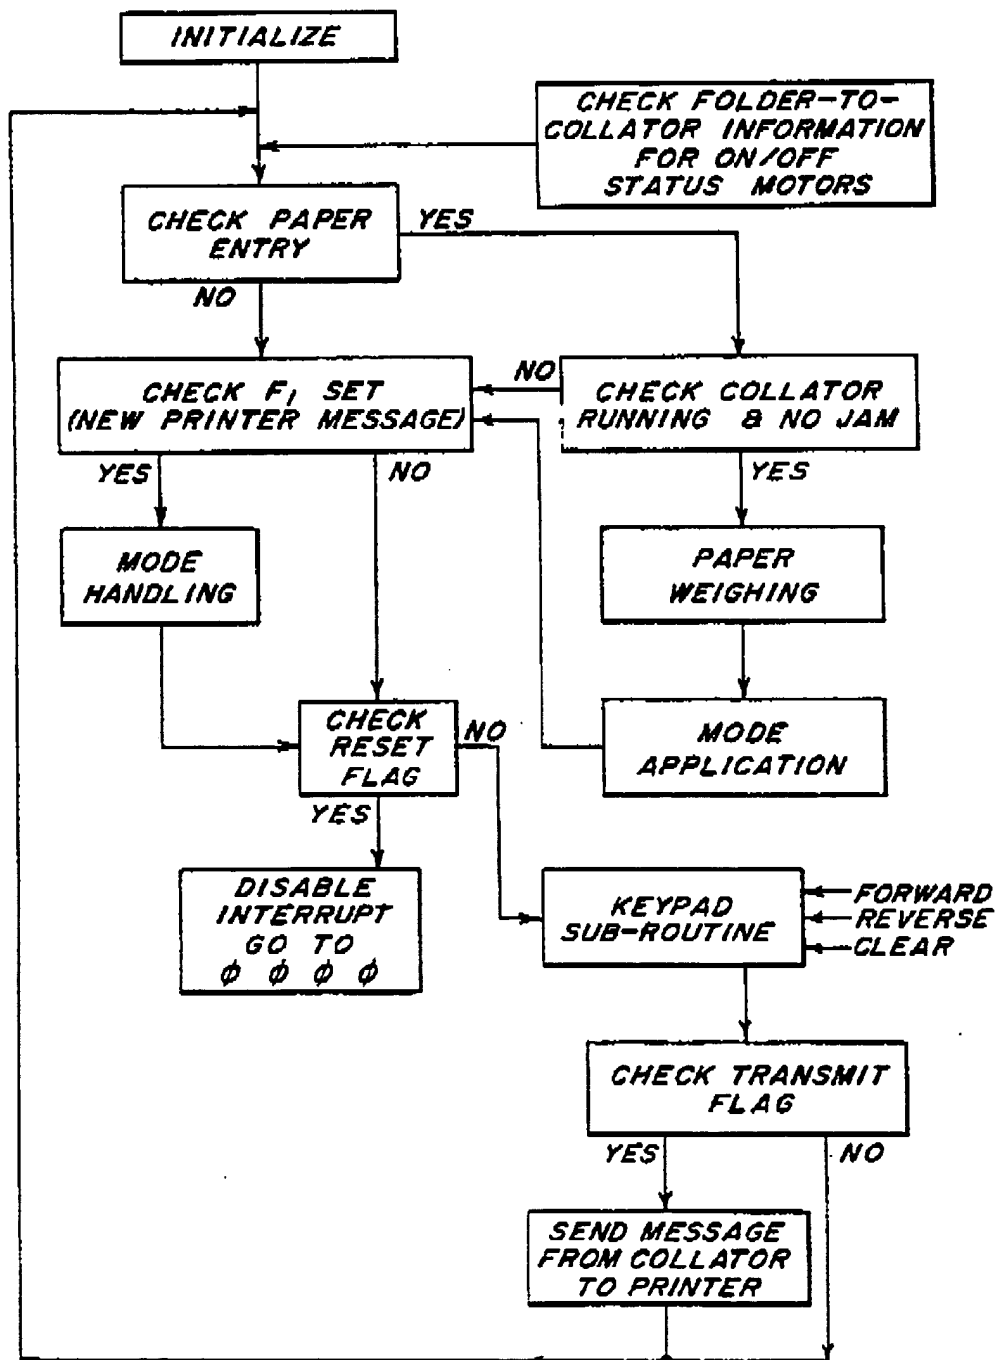 INITIALIZE
CHECK FOLDER-TO-
COLLATOR INFORMATION
FOR ON/OFF
STATUS MOTORS
CHECK PAPER
ENTRY
YES
NO
CHECK F₁ SET
(NEW PRINTER MESSAGE)
NO
CHECK COLLATOR
RUNNING & NO JAM
YES
NO
YES
MODE
HANDLING
PAPER
WEIGHING
CHECK
RESET
FLAG
NO
MODE
APPLICATION
YES
DISABLE
INTERRUPT
GO TO
ϕ ϕ ϕ ϕ
KEYPAD
SUB-ROUTINE
FORWARD
REVERSE
CLEAR
CHECK TRANSMIT
FLAG
YES
NO
SEND MESSAGE
FROM COLLATOR
TO PRINTER